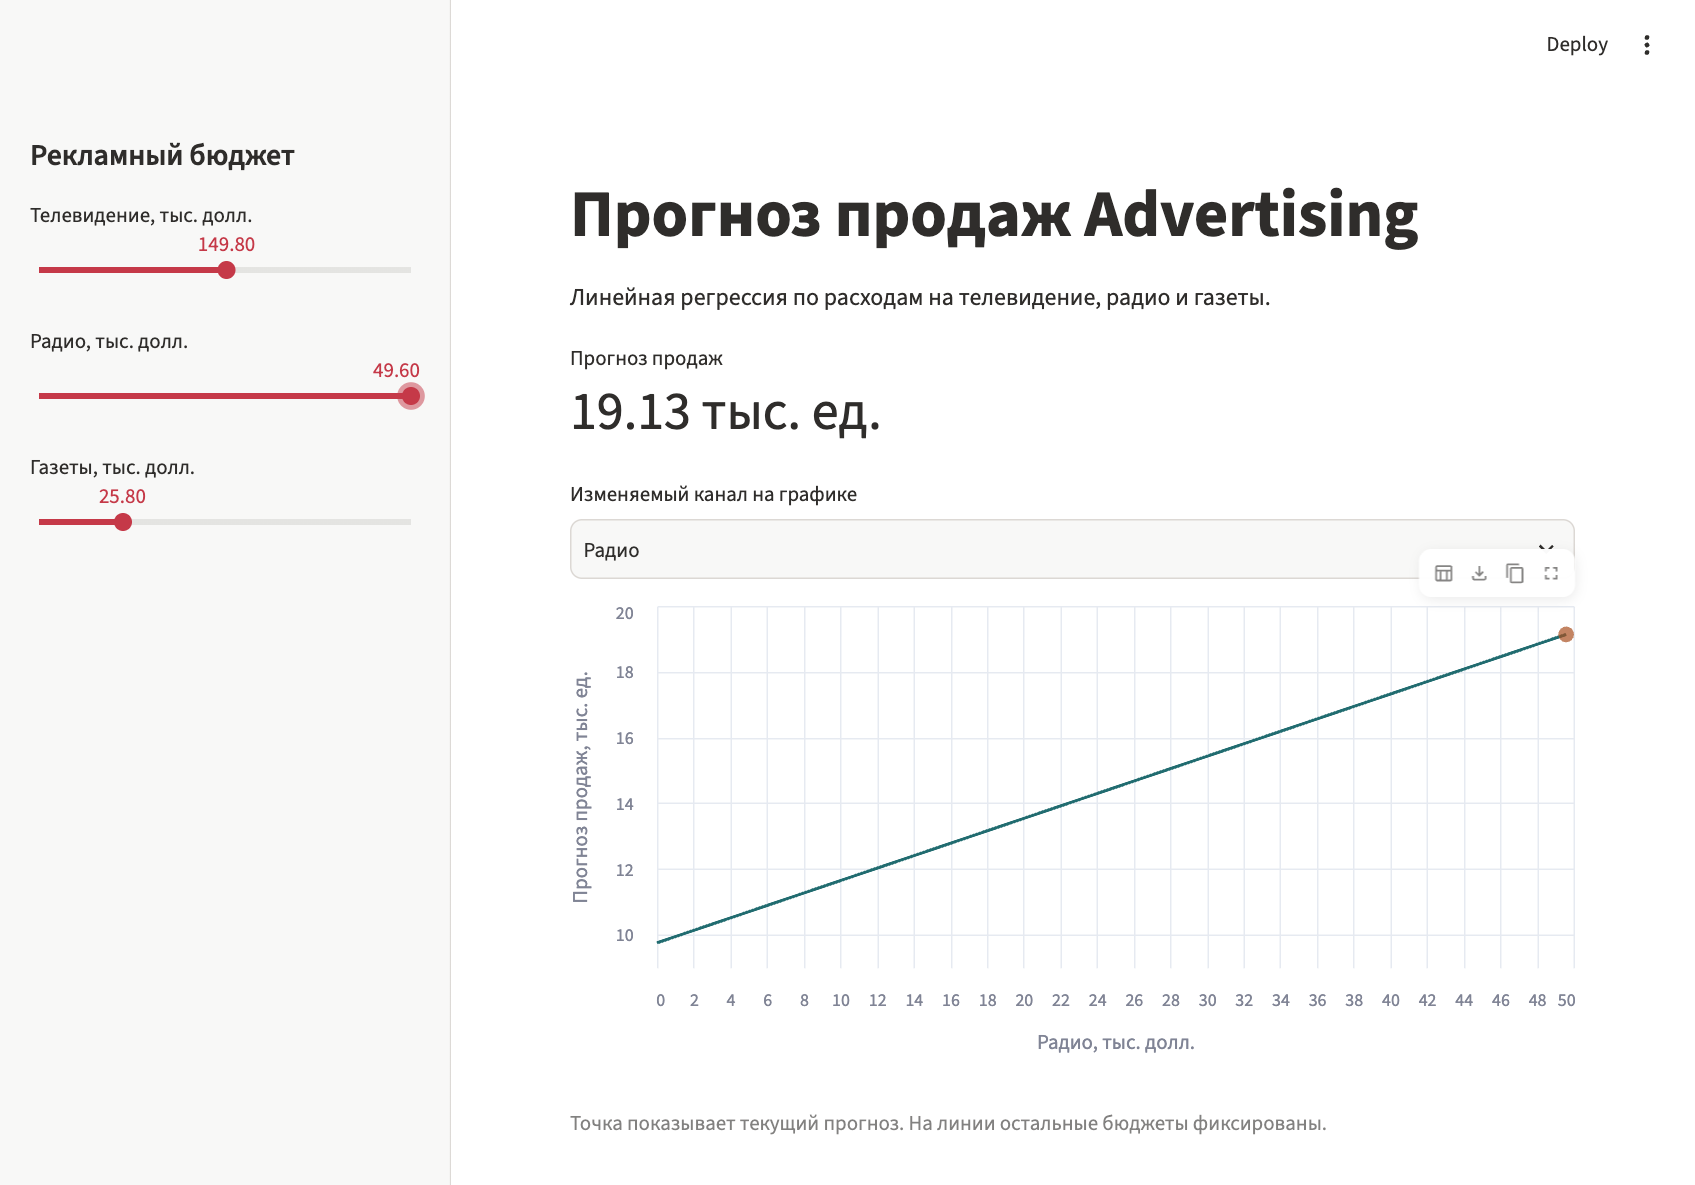 Deploy
Рекламный бюджет
Телевидение, тыс. долл.
149.80
Радио, тыс. долл.
49.60
Газеты, тыс. долл.
25.80
Прогноз продаж Advertising
Линейная регрессия по расходам на телевидение, радио и газеты.
Прогноз продаж
19.13 тыс. ед.
Изменяемый канал на графике
Радио
Прогноз продаж, тыс. ед.
20
18
16
14
12
10
0 2 4 6 8 10 12 14 16 18 20 22 24 26 28 30 32 34 36 38 40 42 44 46 48 50
Радио, тыс. долл.
Точка показывает текущий прогноз. На линии остальные бюджеты фиксированы.